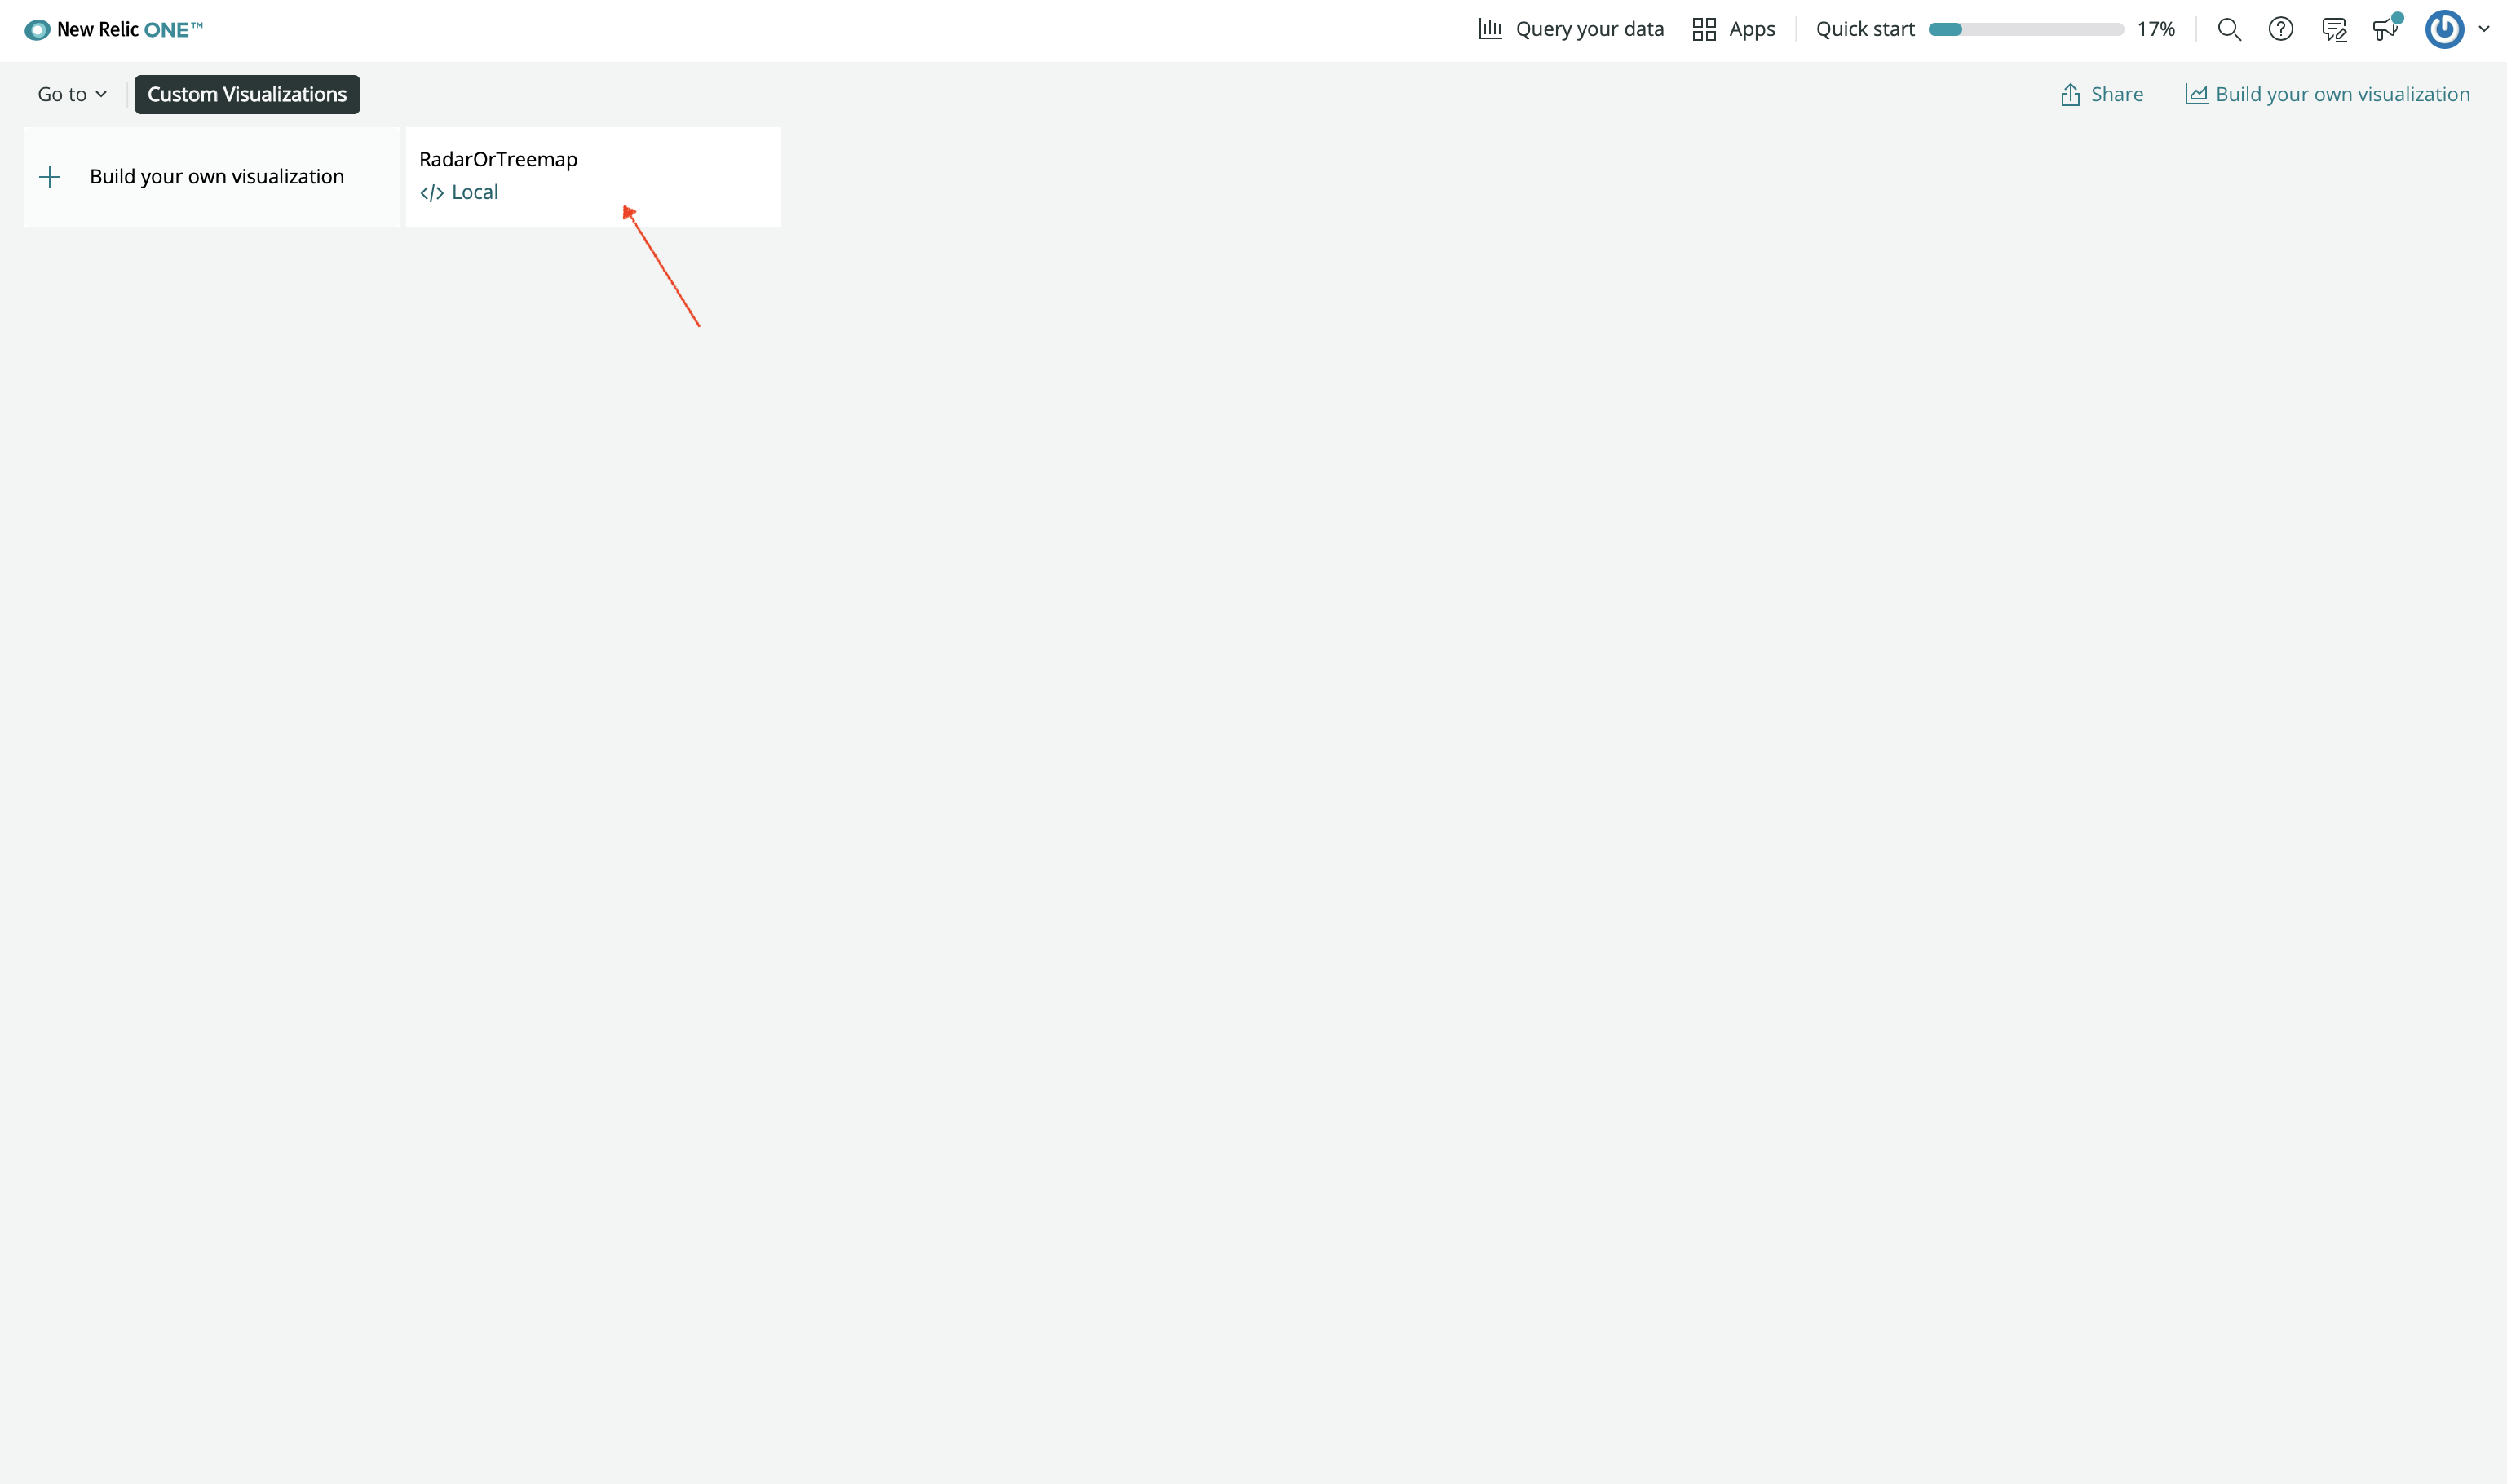 New Relic ONE™ Query your data Apps Quick start 17%
Go to Custom Visualizations Share Build your own visualization
Build your own visualization
RadarOrTreemap
</> Local